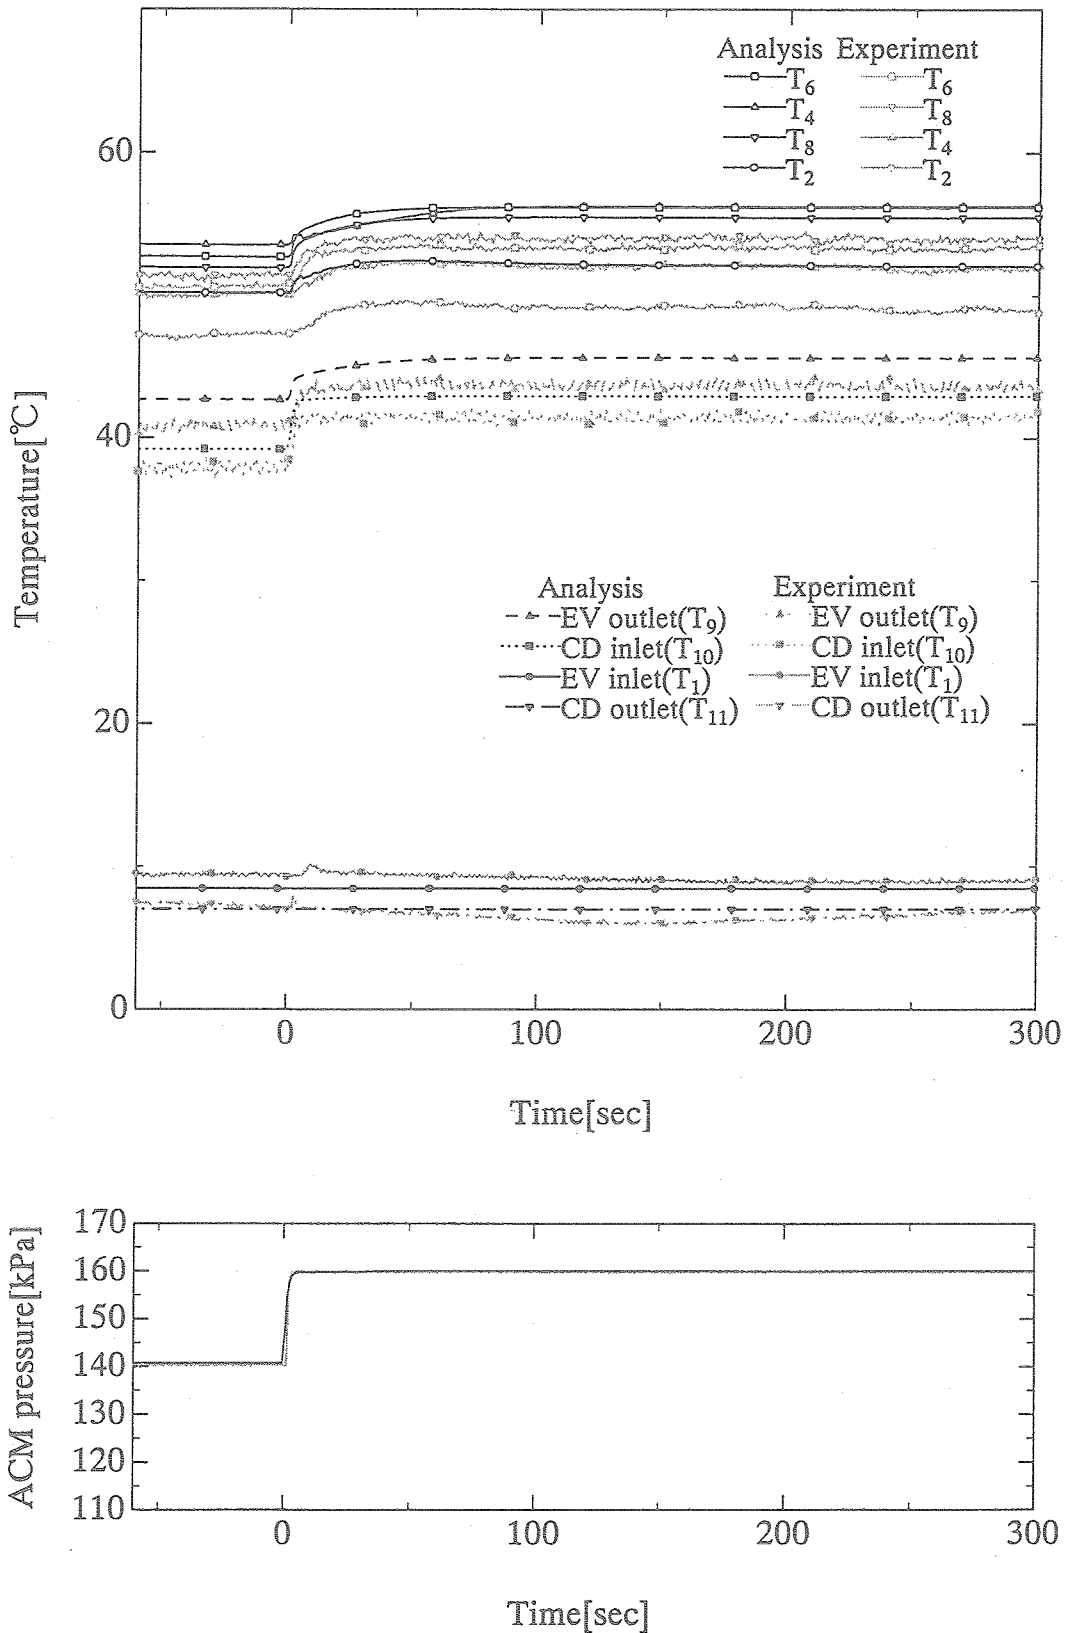 Analysis Experiment
T6 T6
T4 T8
T8 T4
T2 T2
60
40
20
0
Temperature[℃]
Analysis Experiment
EV outlet(T9) EV outlet(T9)
CD inlet(T10) CD inlet(T10)
EV inlet(T1) EV inlet(T1)
CD outlet(T11) CD outlet(T11)
0 100 200 300
Time[sec]
170
160
150
140
130
120
110
ACM pressure[kPa]
0 100 200 300
Time[sec]